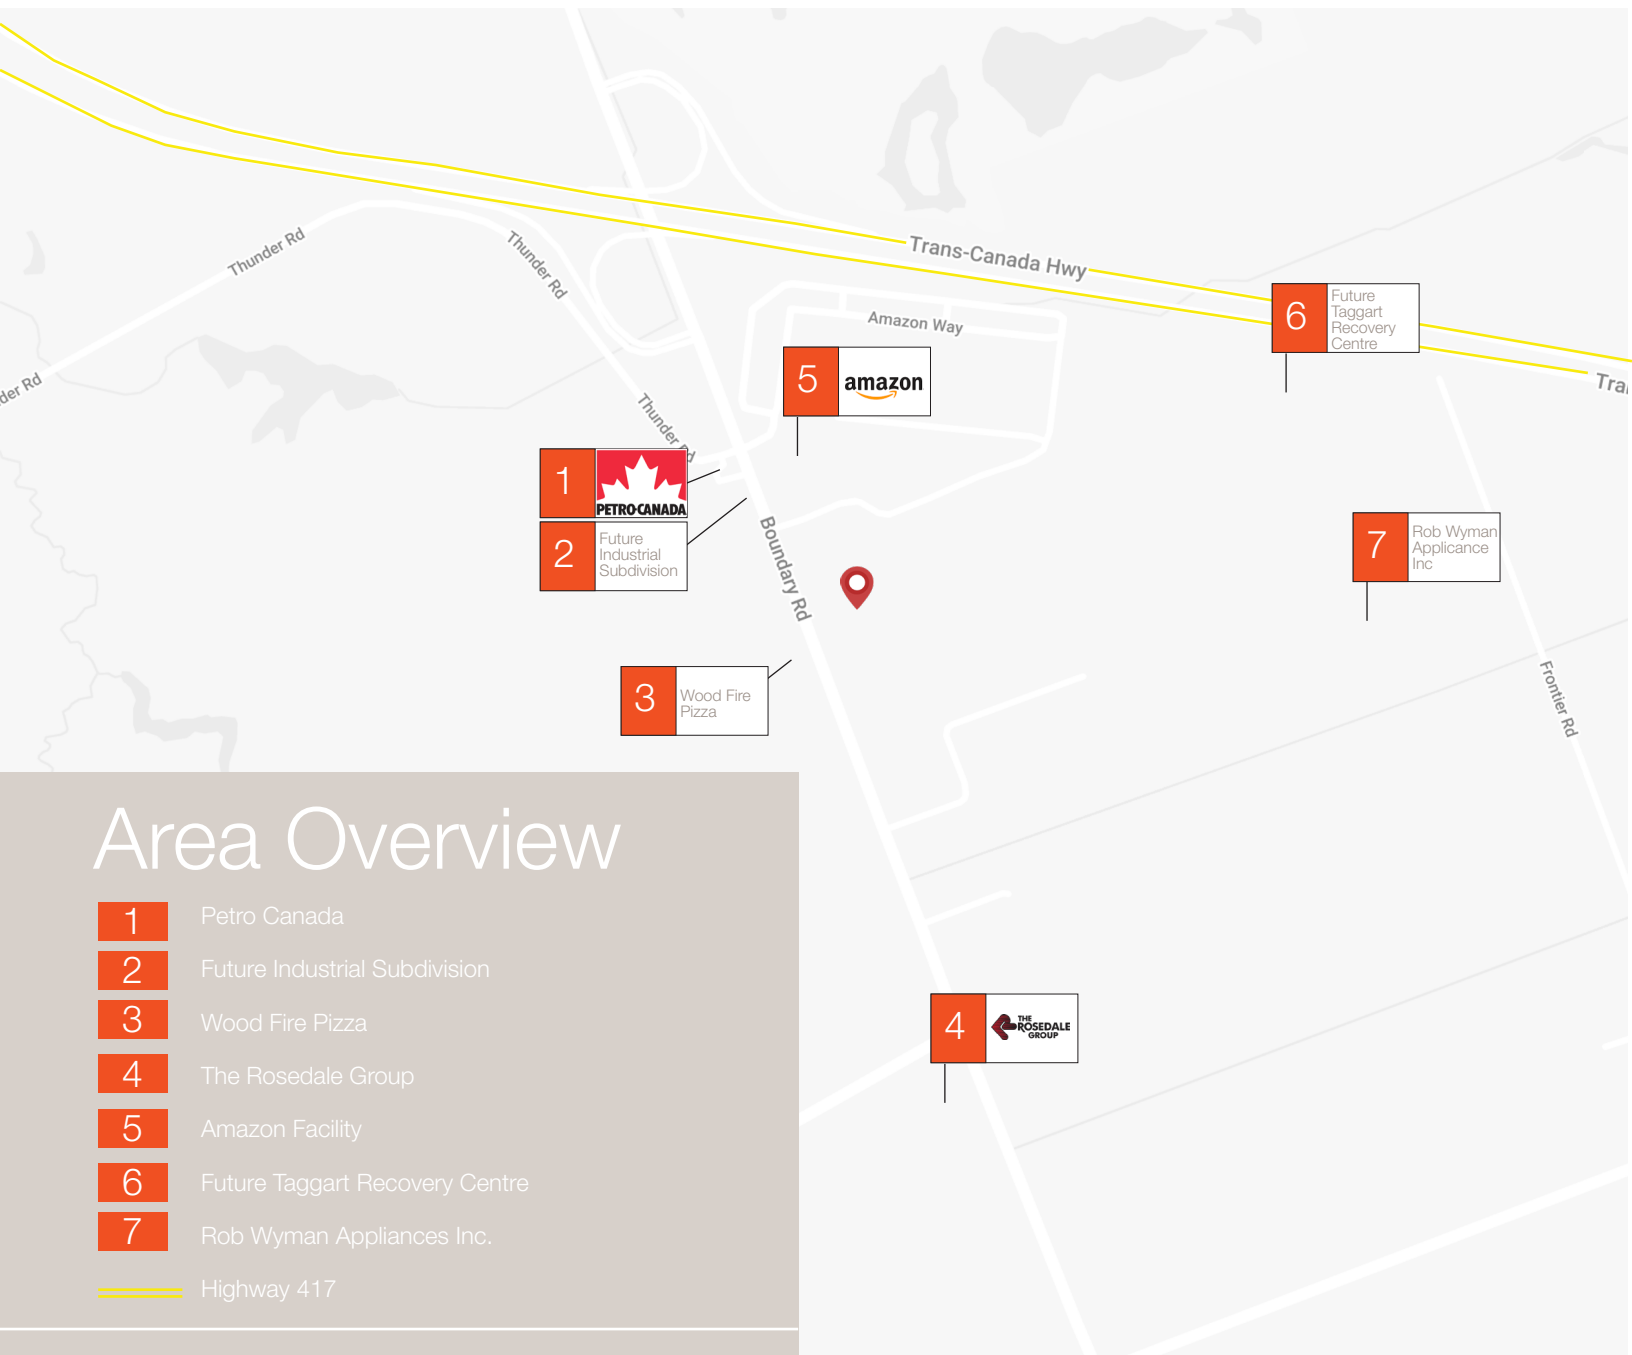 Trans-Canada Hwy
Thunder Rd
Thunder Rd
Amazon Way
6
Future
Taggart
Recovery
Centre
5
amazon
der Rd
Tra
Thunder Rd
1
PETRO-CANADA
2
Future
Industrial
Subdivision
Boundary Rd
7
Rob Wyman
Applicance
Inc
3
Wood Fire
Pizza
Frontier Rd
4
THE
ROSEDALE
GROUP
Area Overview
1 Petro Canada
2 Future Industrial Subdivision
3 Wood Fire Pizza
4 The Rosedale Group
5 Amazon Facility
6 Future Taggart Recovery Centre
7 Rob Wyman Appliances Inc.
Highway 417